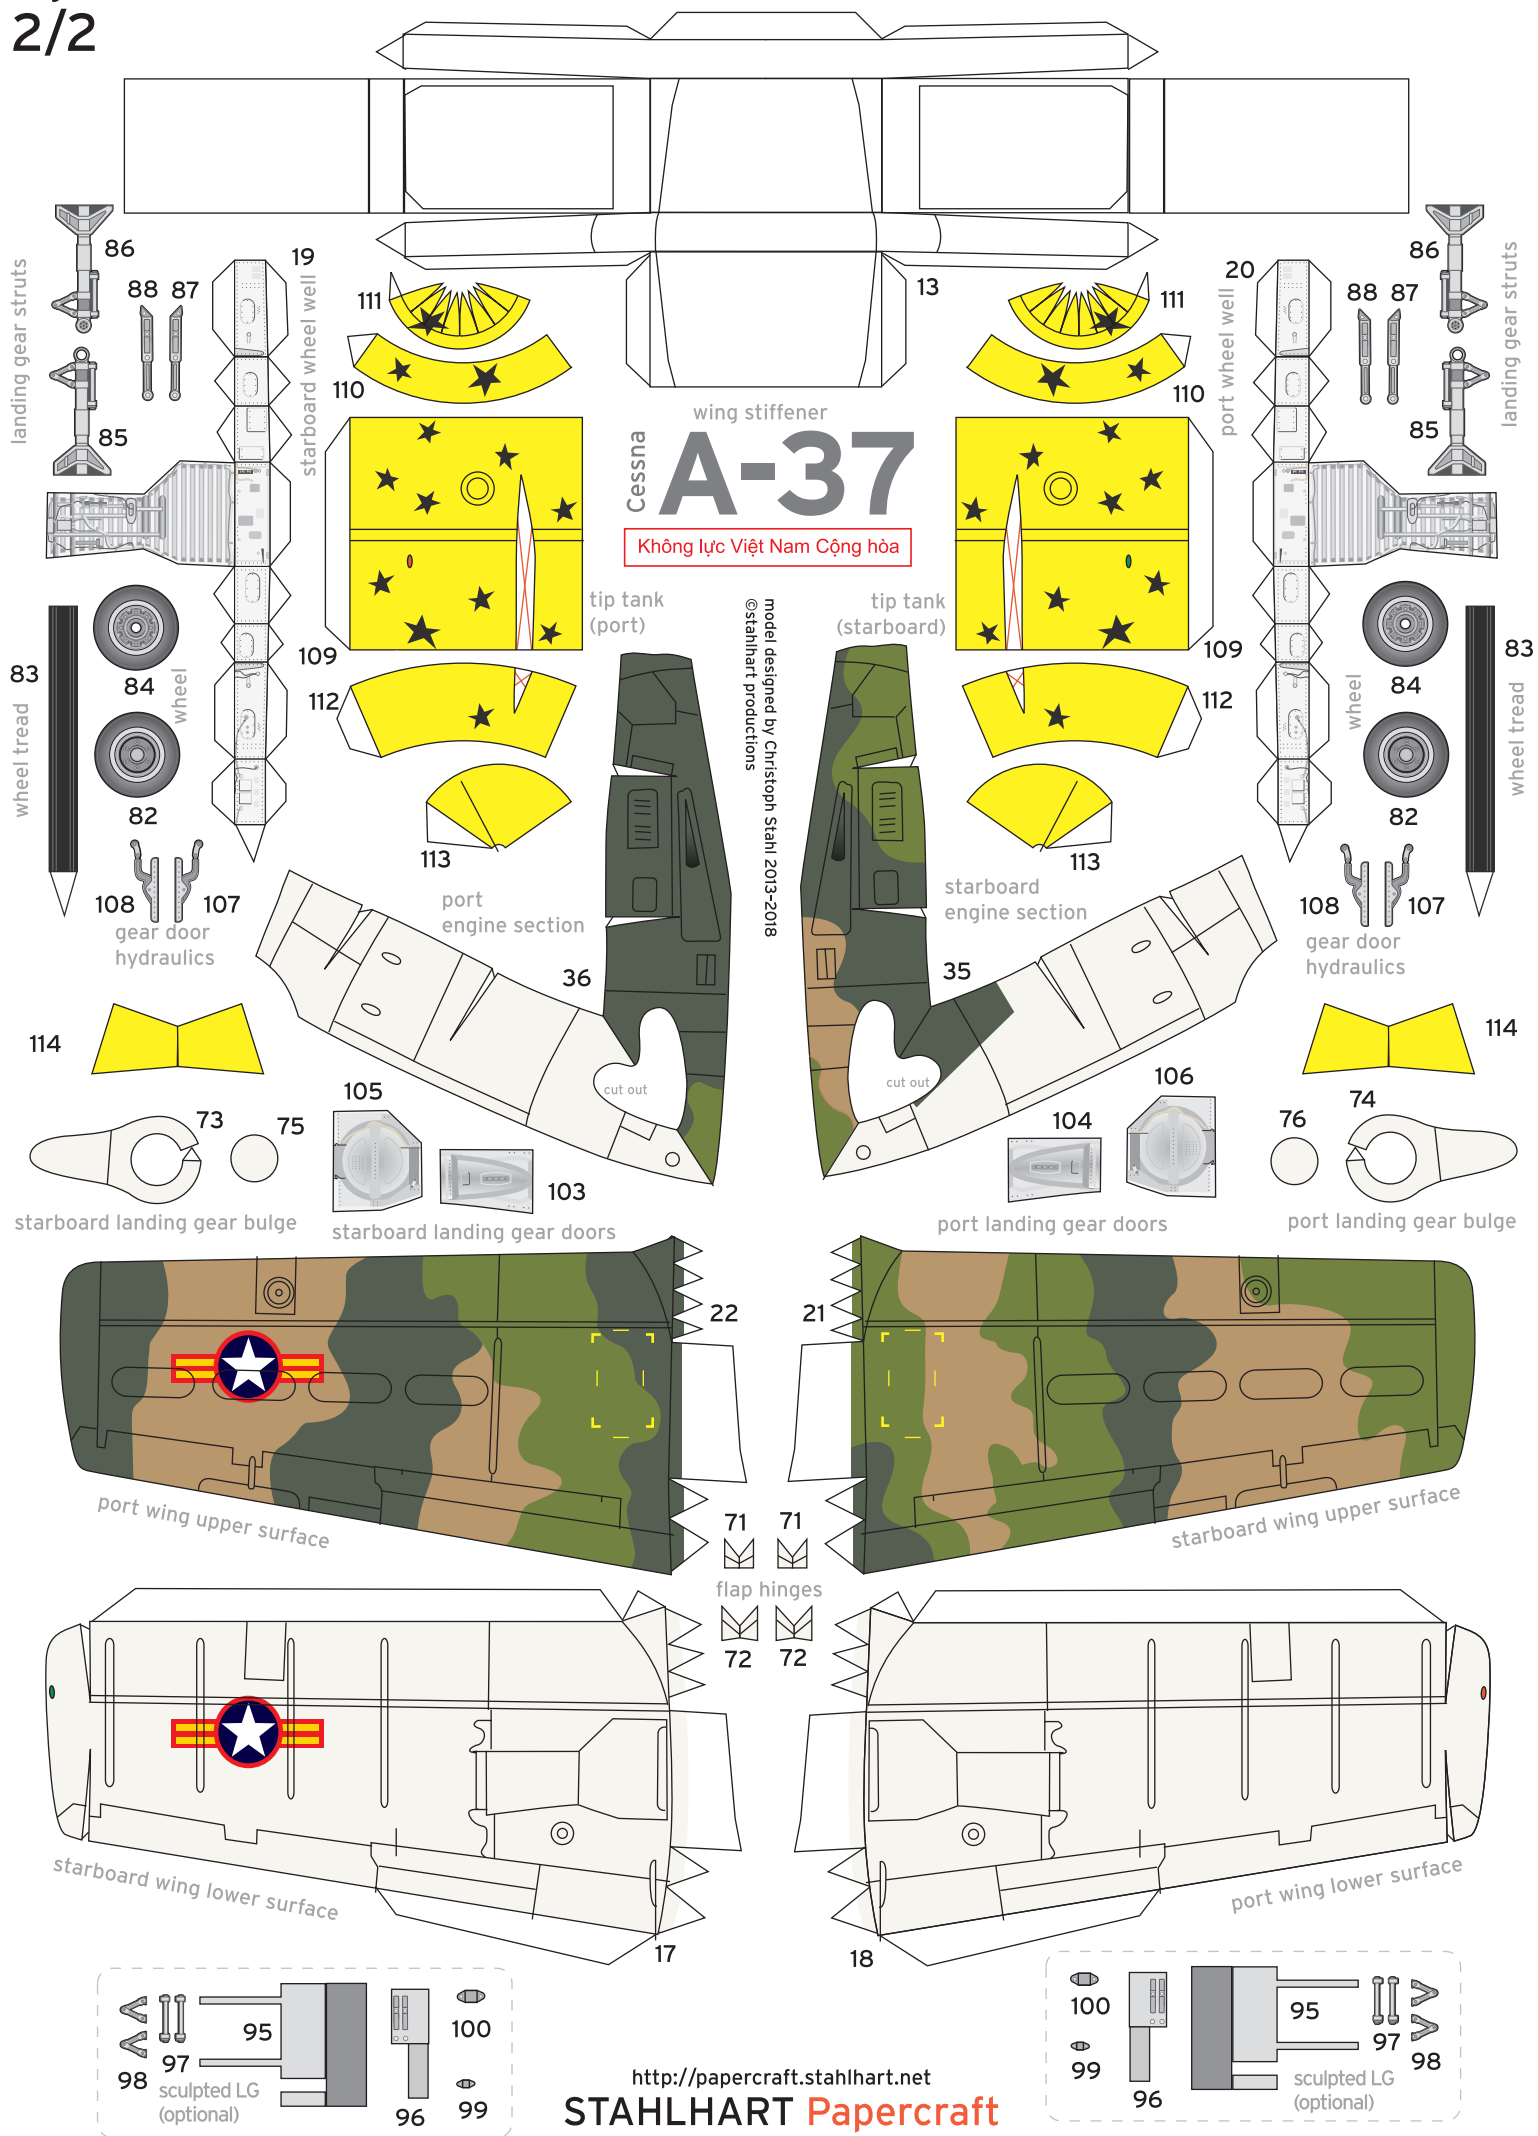 2/2
86
landing gear struts
88 87
85
19
starboard wheel well
111
110
13
wing stiffener
Cessna
A-37
Không lực Việt Nam Cộng hòa
111
110
20
port wheel well
86
landing gear struts
88 87
85
tip tank
(port)
109
112
113
model designed by Christoph Stahl 2013-2018
©stahlhart productions
tip tank
(starboard)
109
112
113
83
wheel tread
84
wheel
82
83
wheel tread
84
wheel
82
108
107
gear door
hydraulics
port
engine section
36
starboard
engine section
35
108
107
gear door
hydraulics
114
cut out
cut out
114
73
75
starboard landing gear bulge
105
103
starboard landing gear doors
104
106
port landing gear doors
76
74
port landing gear bulge
22
21
port wing upper surface
71
71
flap hinges
72
72
starboard wing upper surface
starboard wing lower surface
17
18
port wing lower surface
98
97
95
sculpted LG
(optional)
96
100
99
http://papercraft.stahlhart.net
STAHLHART Papercraft
100
99
96
95
97
98
sculpted LG
(optional)